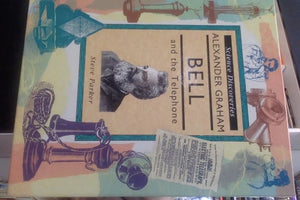 Science Discoveries
ALEXANDER GRAHAM
BELL
and the Telephone
Steve Parker